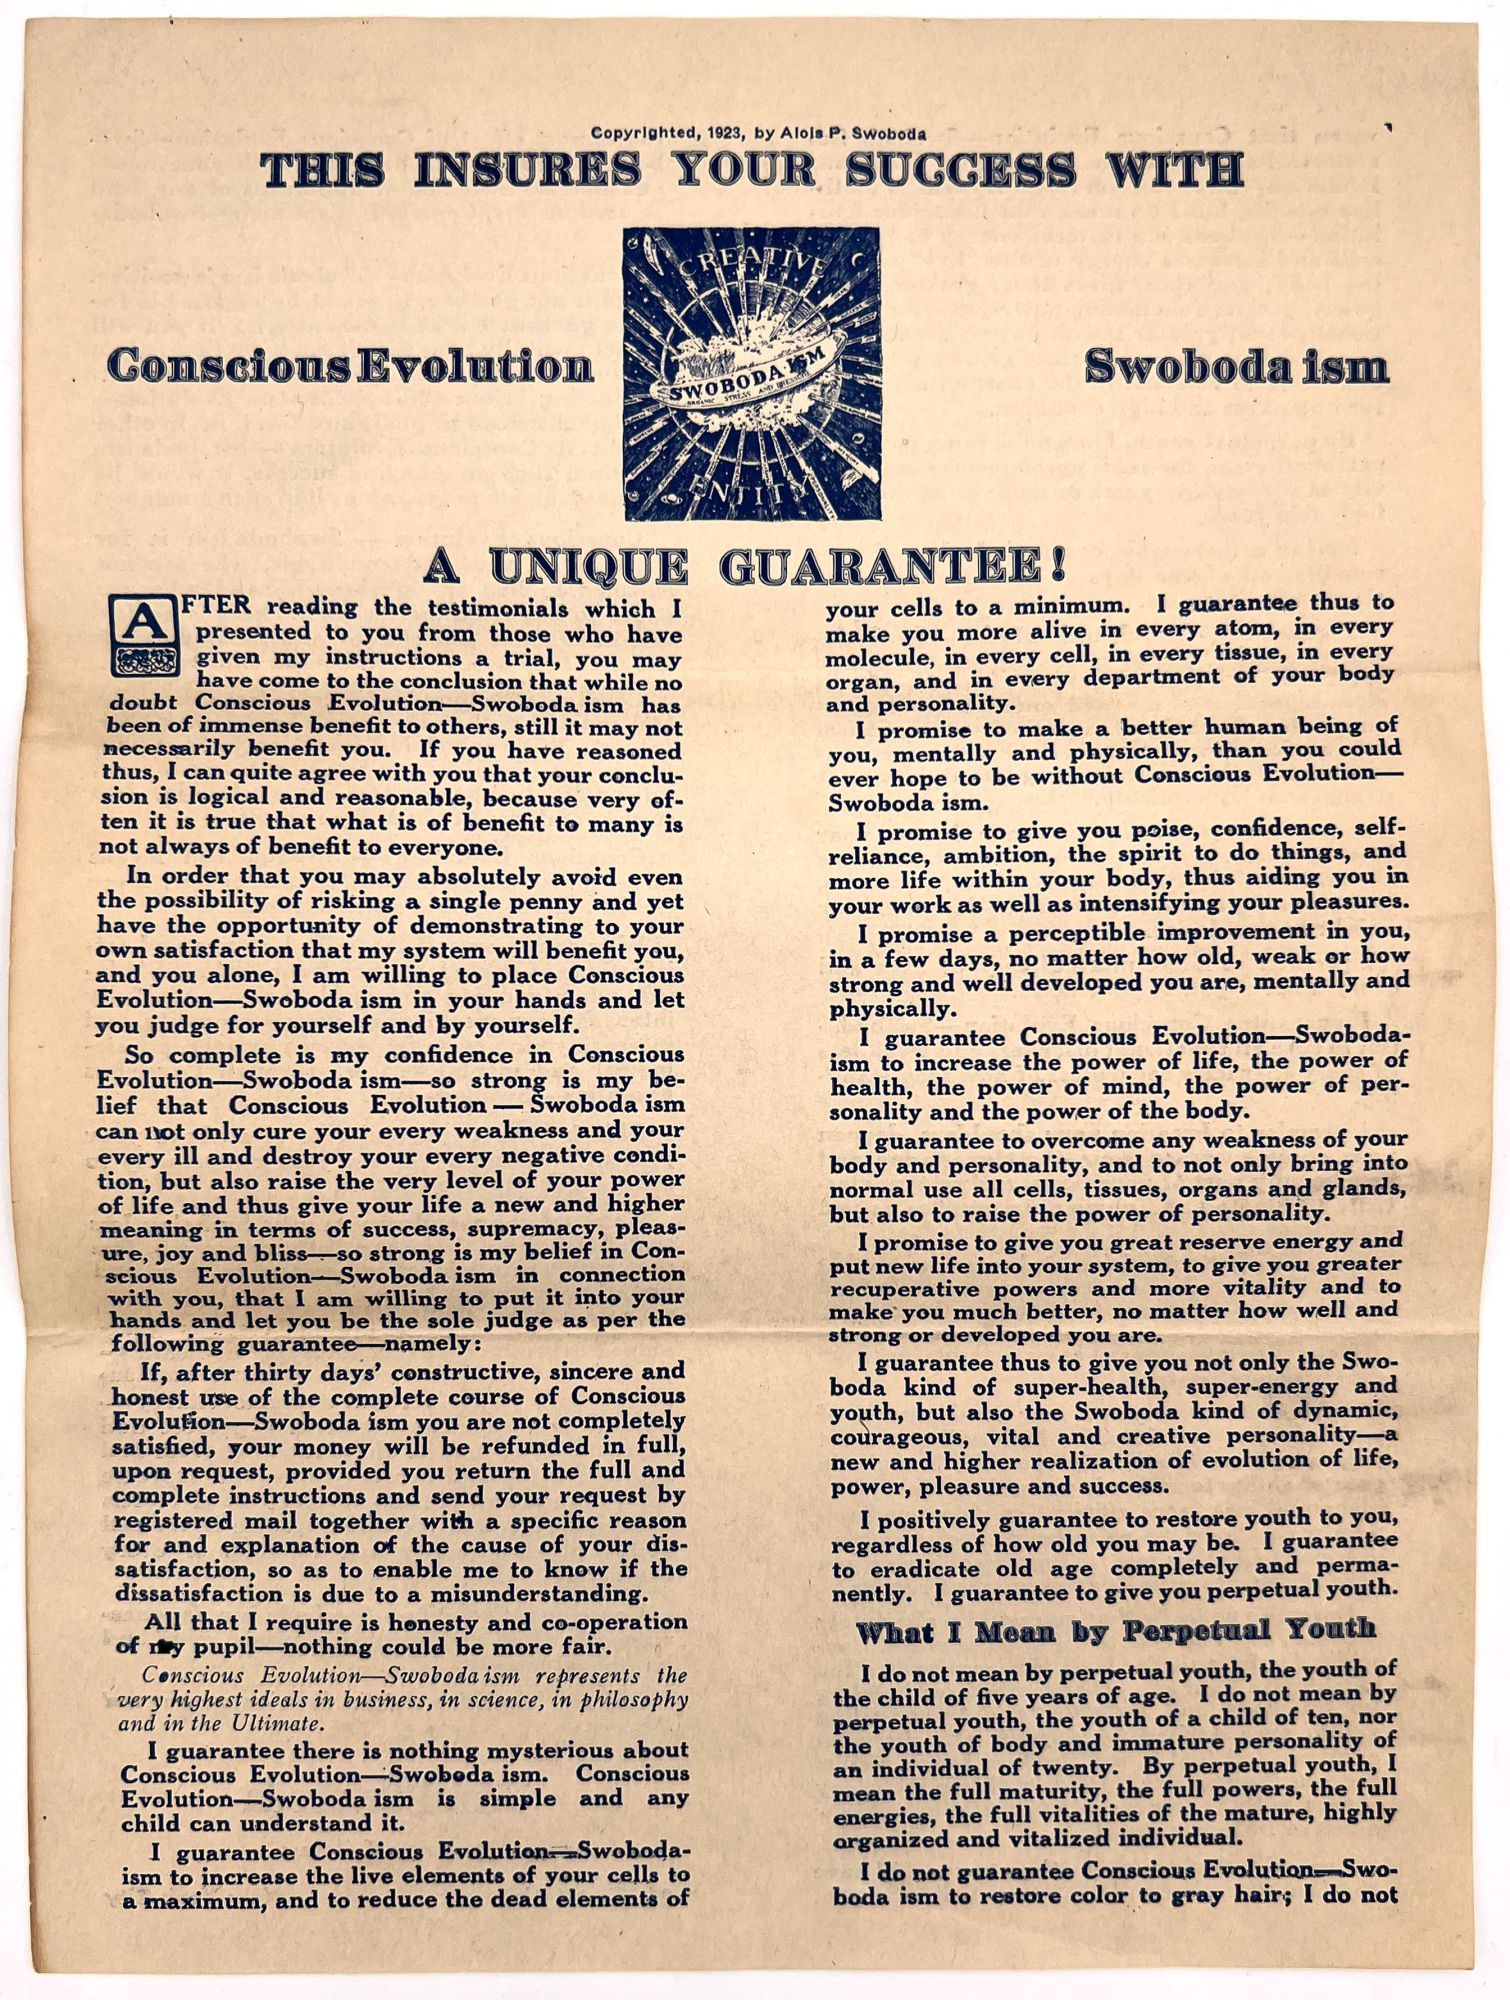 Copyrighted, 1923, by Alois P. Swoboda
THIS INSURES YOUR SUCCESS WITH
Conscious Evolution
CREATIVE
SWOBODA ISM
ORGANIC STRESS AND
ENTITY
Swoboda ism
A UNIQUE GUARANTEE!
AFTER reading the testimonials which I
presented to you from those who have
given my instructions a trial, you may
have come to the conclusion that while no
doubt Conscious Evolution—Swoboda ism has
been of immense benefit to others, still it may not
necessarily benefit you. If you have reasoned
thus, I can quite agree with you that your conclu-
sion is logical and reasonable, because very of-
ten it is true that what is of benefit to many is
not always of benefit to everyone.
In order that you may absolutely avoid even
the possibility of risking a single penny and yet
have the opportunity of demonstrating to your
own satisfaction that my system will benefit you,
and you alone, I am willing to place Conscious
Evolution—Swoboda ism in your hands and let
you judge for yourself and by yourself.
So complete is my confidence in Conscious
Evolution—Swoboda ism—so strong is my be-
lief that Conscious Evolution — Swoboda ism
can not only cure your every weakness and your
every ill and destroy your every negative condi-
tion, but also raise the very level of your power
of life and thus give your life a new and higher
meaning in terms of success, supremacy, pleas-
ure, joy and bliss—so strong is my belief in Con-
scious Evolution—Swoboda ism in connection
with you, that I am willing to put it into your
hands and let you be the sole judge as per the
following guarantee—namely:
If, after thirty days' constructive, sincere and
honest use of the complete course of Conscious
Evolution—Swoboda ism you are not completely
satisfied, your money will be refunded in full,
upon request, provided you return the full and
complete instructions and send your request by
registered mail together with a specific reason
for and explanation of the cause of your dis-
satisfaction, so as to enable me to know if the
dissatisfaction is due to a misunderstanding.
All that I require is honesty and co-operation
of my pupil—nothing could be more fair.
Conscious Evolution—Swoboda ism represents the
very highest ideals in business, in science, in philosophy
and in the Ultimate.
I guarantee there is nothing mysterious about
Conscious Evolution—Swoboda ism. Conscious
Evolution—Swoboda ism is simple and any
child can understand it.
I guarantee Conscious Evolution—Swoboda-
ism to increase the live elements of your cells to
a maximum, and to reduce the dead elements of
your cells to a minimum. I guarantee thus to
make you more alive in every atom, in every
molecule, in every cell, in every tissue, in every
organ, and in every department of your body
and personality.
I promise to make a better human being of
you, mentally and physically, than you could
ever hope to be without Conscious Evolution—
Swoboda ism.
I promise to give you poise, confidence, self-
reliance, ambition, the spirit to do things, and
more life within your body, thus aiding you in
your work as well as intensifying your pleasures.
I promise a perceptible improvement in you,
in a few days, no matter how old, weak or how
strong and well developed you are, mentally and
physically.
I guarantee Conscious Evolution—Swoboda-
ism to increase the power of life, the power of
health, the power of mind, the power of per-
sonality and the power of the body.
I guarantee to overcome any weakness of your
body and personality, and to not only bring into
normal use all cells, tissues, organs and glands,
but also to raise the power of personality.
I promise to give you great reserve energy and
put new life into your system, to give you greater
recuperative powers and more vitality and to
make you much better, no matter how well and
strong or developed you are.
I guarantee thus to give you not only the Swo-
boda kind of super-health, super-energy and
youth, but also the Swoboda kind of dynamic,
courageous, vital and creative personality—a
new and higher realization of evolution of life,
power, pleasure and success.
I positively guarantee to restore youth to you,
regardless of how old you may be. I guarantee
to eradicate old age completely and perma-
nently. I guarantee to give you perpetual youth.
What I Mean by Perpetual Youth
I do not mean by perpetual youth, the youth of
the child of five years of age. I do not mean by
perpetual youth, the youth of a child of ten, nor
the youth of body and immature personality of
an individual of twenty. By perpetual youth, I
mean the full maturity, the full powers, the full
energies, the full vitalities of the mature, highly
organized and vitalized individual.
I do not guarantee Conscious Evolution—Swo-
boda ism to restore color to gray hair; I do not